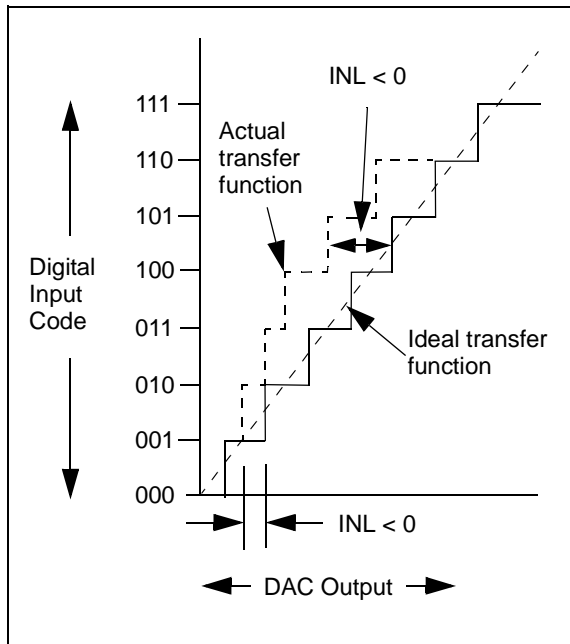 INL < 0
111
110
101
100
011
010
001
000
Actual
transfer
function
Digital
Input
Code
Ideal transfer
function
INL < 0
DAC Output